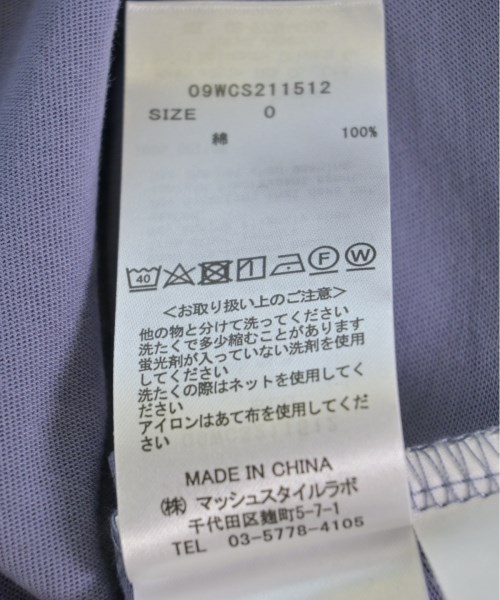 09WCS211512
SIZE 0
綿 100%
40 F W
<お取り扱い上のご注意>
他の物と分けて洗ってください
洗たくで多少縮むことがあります
蛍光剤が入っていない洗剤を使用
してください
洗たくの際はネットを使用してく
ださい
アイロンはあて布を使用してくだ
さい
MADE IN CHINA
(株) マッシュスタイルラボ
千代田区麹町5-7-1
TEL 03-5778-4105